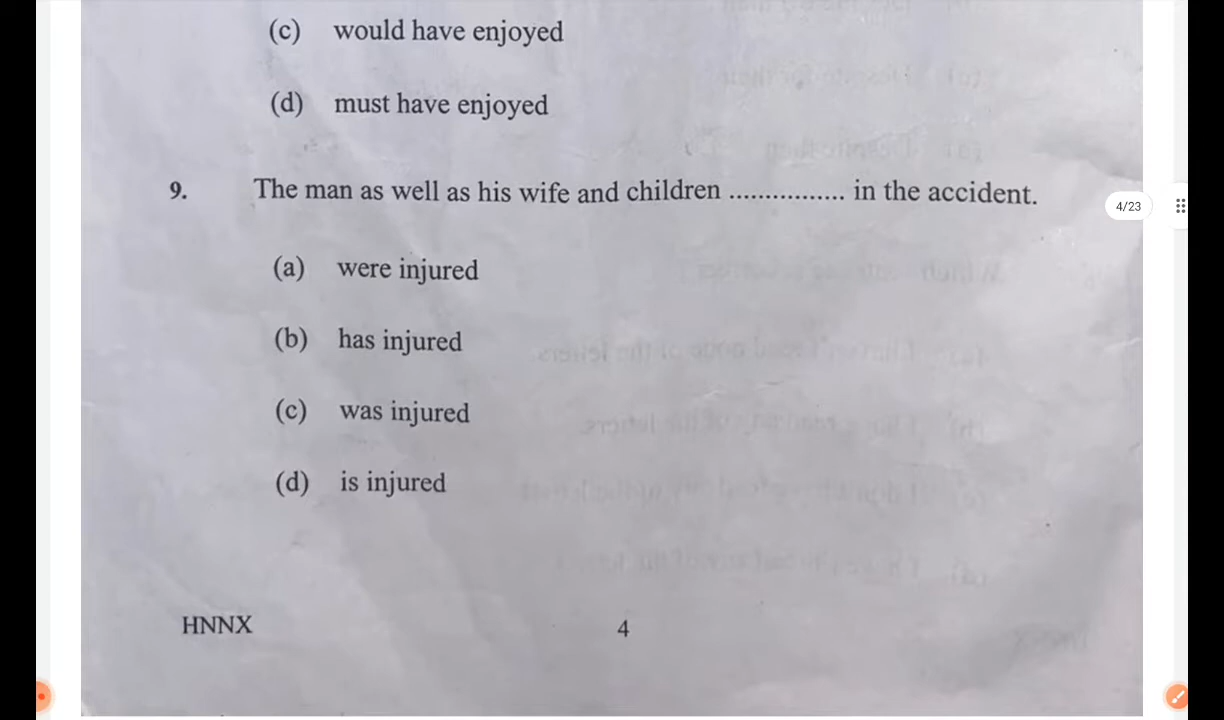 (c) would have enjoyed
(d) must have enjoyed
9. The man as well as his wife and children ................ in the accident.
4/23
(a) were injured
(b) has injured
(c) was injured
(d) is injured
HNNX 4